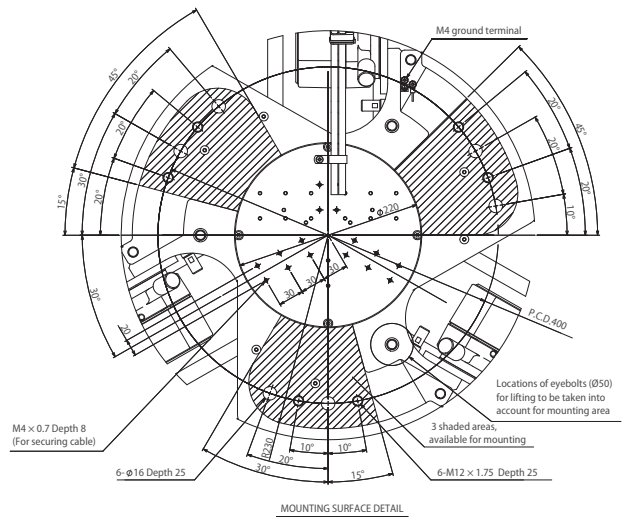 M4 ground terminal
45°
20°
20°
30°
20°
15°
20°
45°
20°
20°
10°
Φ220
30°
20
30
30
30
P.C.D.400
Locations of eyebolts (Ø50)
for lifting to be taken into
account for mounting area
M4 × 0.7 Depth 8
(For securing cable)
3 shaded areas,
available for mounting
R230
10°
10°
20°
30°
15°
6-ϕ16 Depth 25
6-M12 × 1.75 Depth 25
MOUNTING SURFACE DETAIL